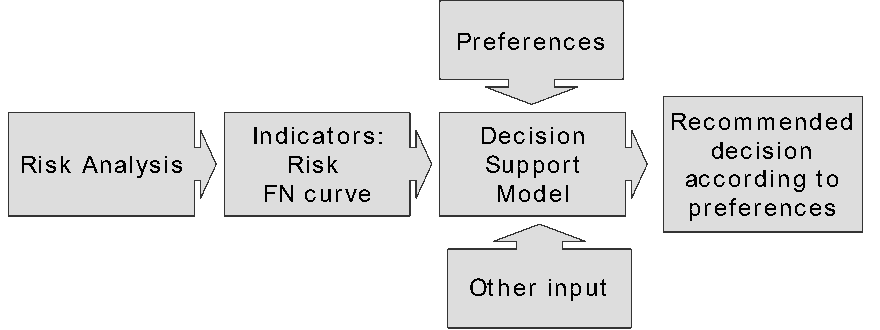 Preferences
Risk Analysis
Indicators:
Risk
FN curve
Decision
Support
Model
Recommended
decision
according to
preferences
Other input